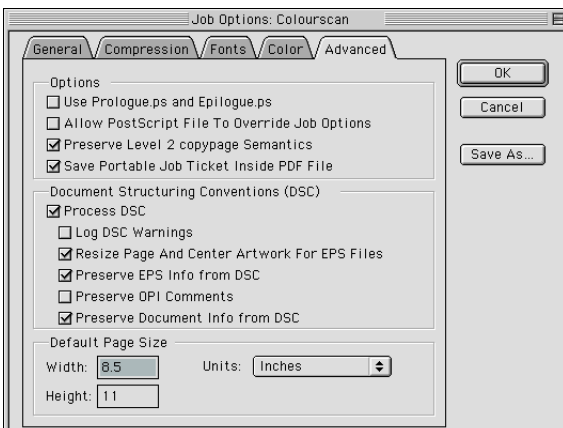 Job Options: Colourscan
General Compression Fonts Color Advanced
Options
Use Prologue.ps and Epilogue.ps
Allow PostScript File To Override Job Options
Preserve Level 2 copypage Semantics
Save Portable Job Ticket Inside PDF File
Document Structuring Conventions (DSC)
Process DSC
Log DSC Warnings
Resize Page And Center Artwork For EPS Files
Preserve EPS Info from DSC
Preserve OPI Comments
Preserve Document Info from DSC
Default Page Size
Width: 8.5 Units: Inches
Height: 11
OK
Cancel
Save As...